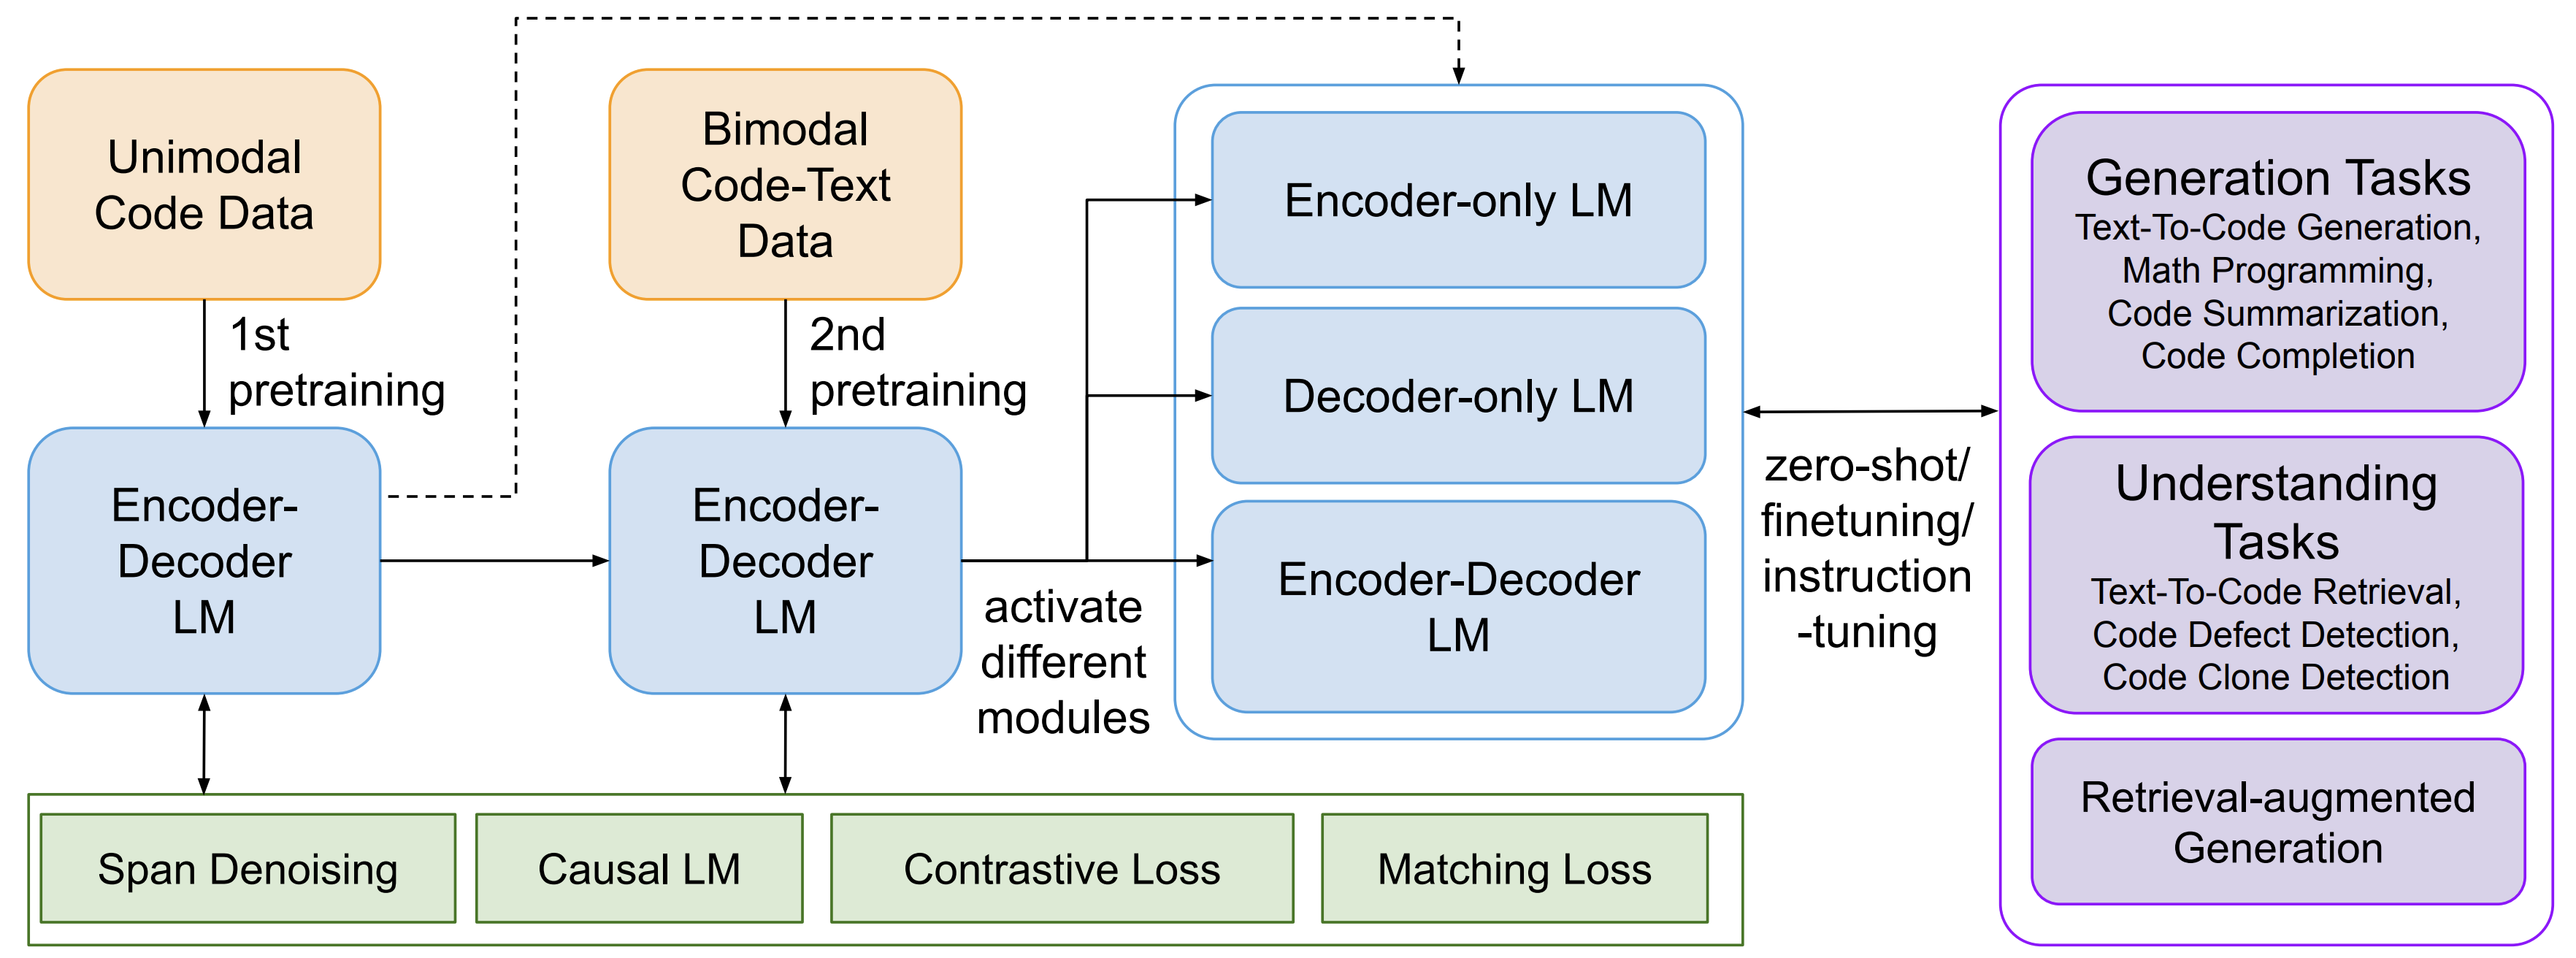 Unimodal
Code Data
1st
pretraining
Encoder-
Decoder
LM
Bimodal
Code-Text
Data
2nd
pretraining
Encoder-
Decoder
LM
activate
different
modules
Encoder-only LM
Decoder-only LM
Encoder-Decoder
LM
zero-shot/
finetuning/
instruction
-tuning
Generation Tasks
Text-To-Code Generation,
Math Programming,
Code Summarization,
Code Completion
Understanding
Tasks
Text-To-Code Retrieval,
Code Defect Detection,
Code Clone Detection
Retrieval-augmented
Generation
Span Denoising
Causal LM
Contrastive Loss
Matching Loss